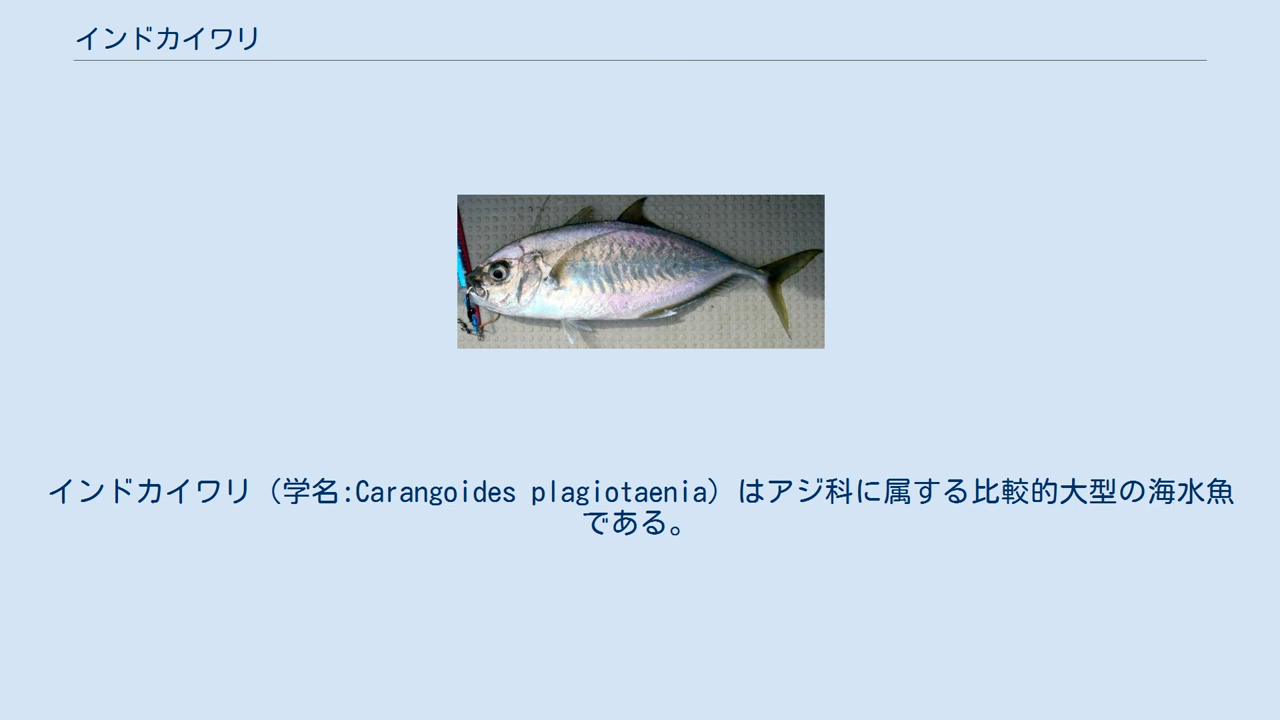 インドカイワリ
インドカイワリ（学名:Carangoides plagiotaenia）はアジ科に属する比較的大型の海水魚
である。